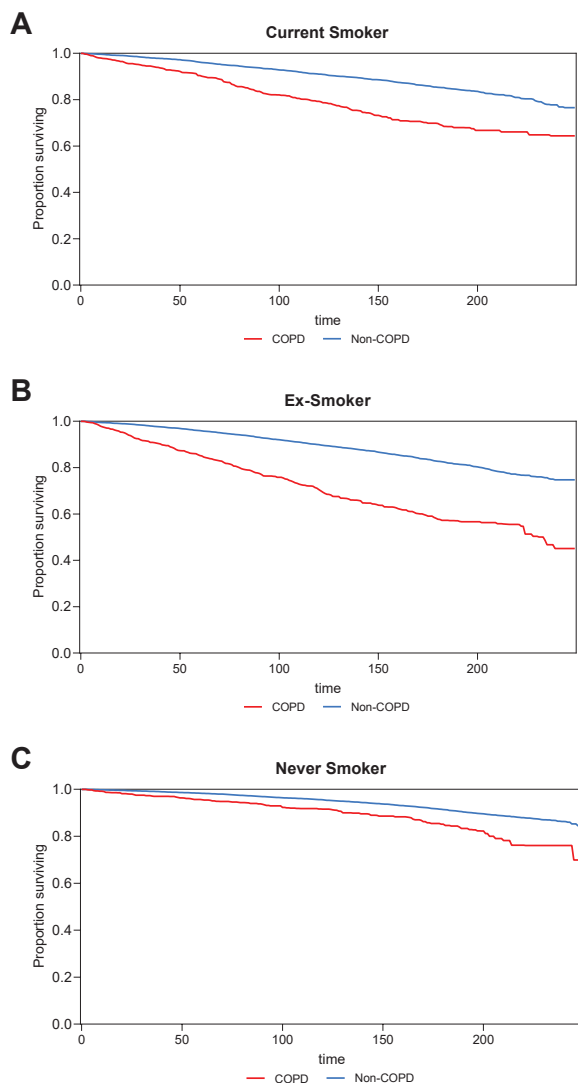 A
Current Smoker
1.0
0.8
0.6
0.4
0.2
0.0
Proportion surviving
0 50 100 150 200
time
COPD Non-COPD
B
Ex-Smoker
1.0
0.8
0.6
0.4
0.2
0.0
Proportion surviving
0 50 100 150 200
time
COPD Non-COPD
C
Never Smoker
1.0
0.8
0.6
0.4
0.2
0.0
Proportion surviving
0 50 100 150 200
time
COPD Non-COPD